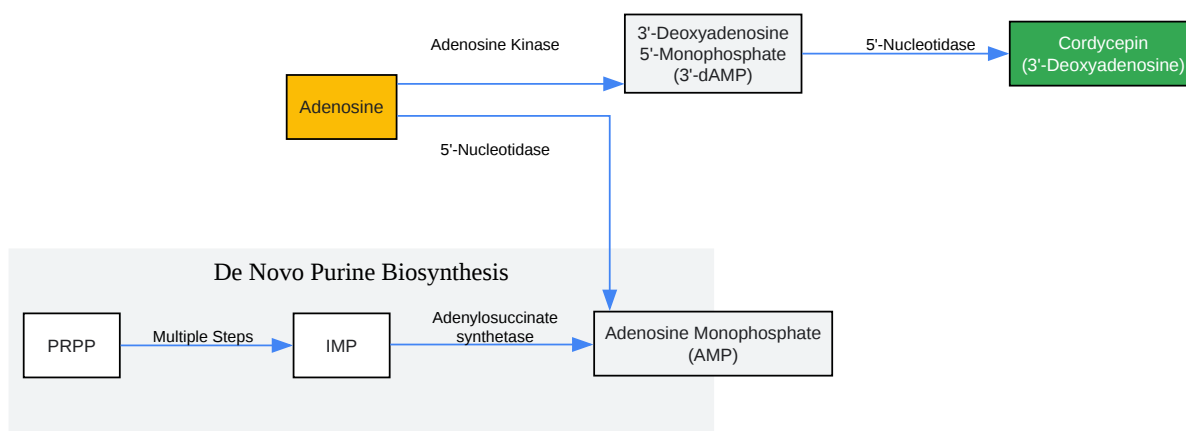 Adenosine Kinase
3'-Deoxyadenosine
5'-Monophosphate
(3'-dAMP)
5'-Nucleotidase
Cordycepin
(3'-Deoxyadenosine)
Adenosine
5'-Nucleotidase
De Novo Purine Biosynthesis
PRPP
Multiple Steps
IMP
Adenylosuccinate
synthetase
Adenosine Monophosphate
(AMP)